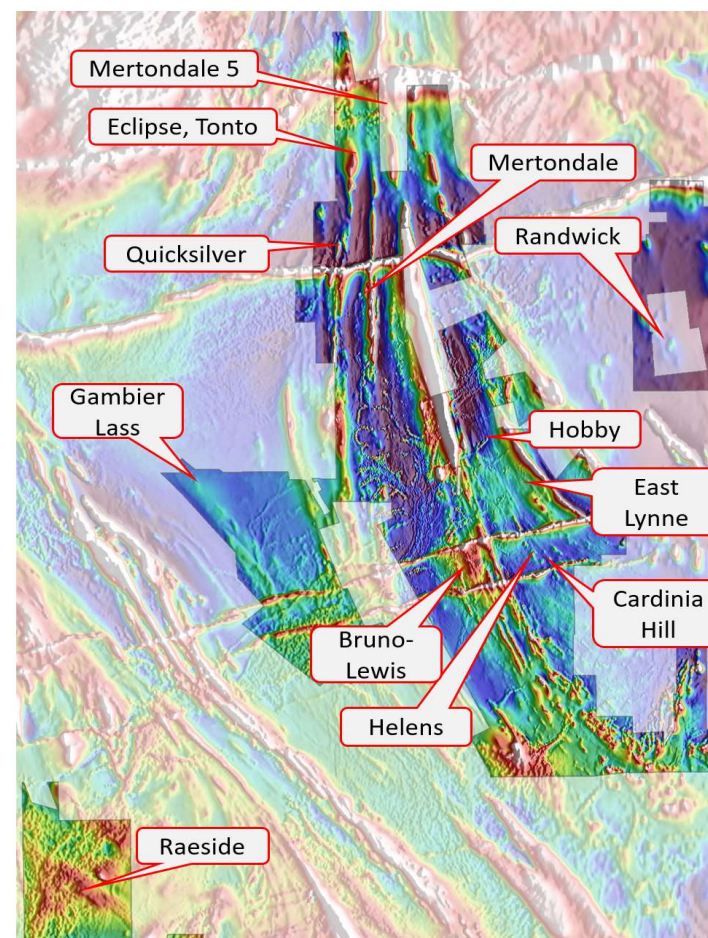 Mertondale 5
Eclipse, Tonto
Mertondale
Quicksilver
Randwick
Gambier
Lass
Hobby
East
Lynne
Cardinia
Hill
Bruno-
Lewis
Helens
Raeside